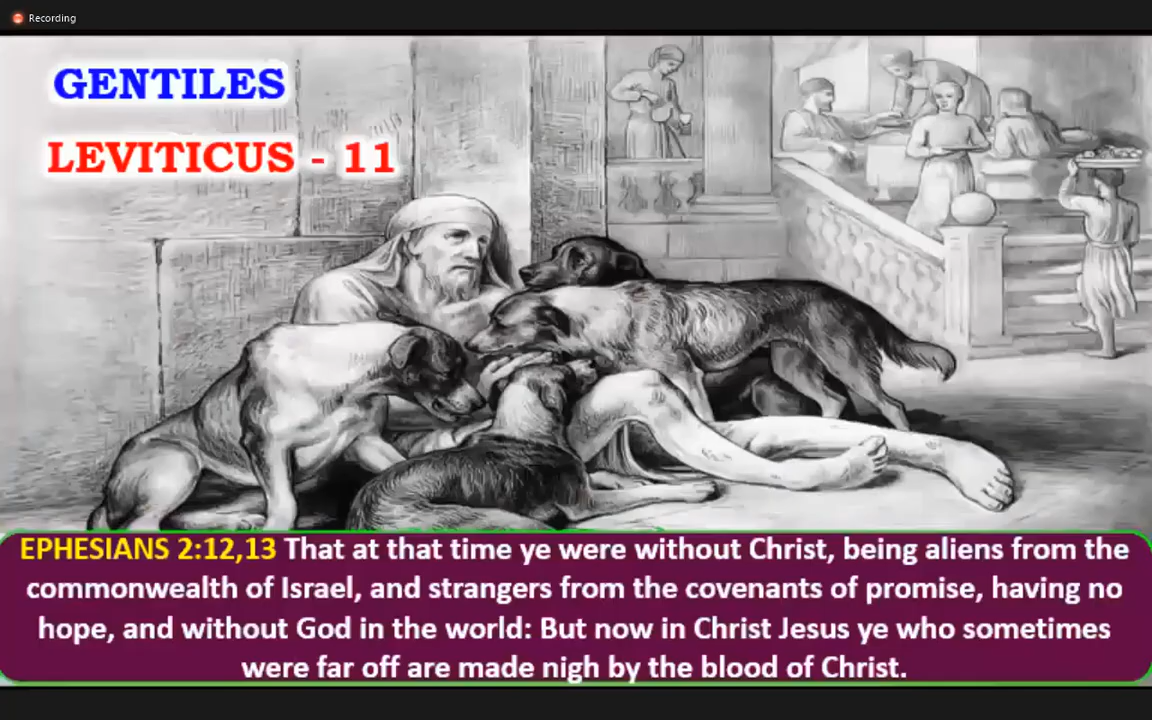 Recording
GENTILES
LEVITICUS - 11
EPHESIANS 2:12,13 That at that time ye were without Christ, being aliens from the
commonwealth of Israel, and strangers from the covenants of promise, having no
hope, and without God in the world: But now in Christ Jesus ye who sometimes
were far off are made nigh by the blood of Christ.